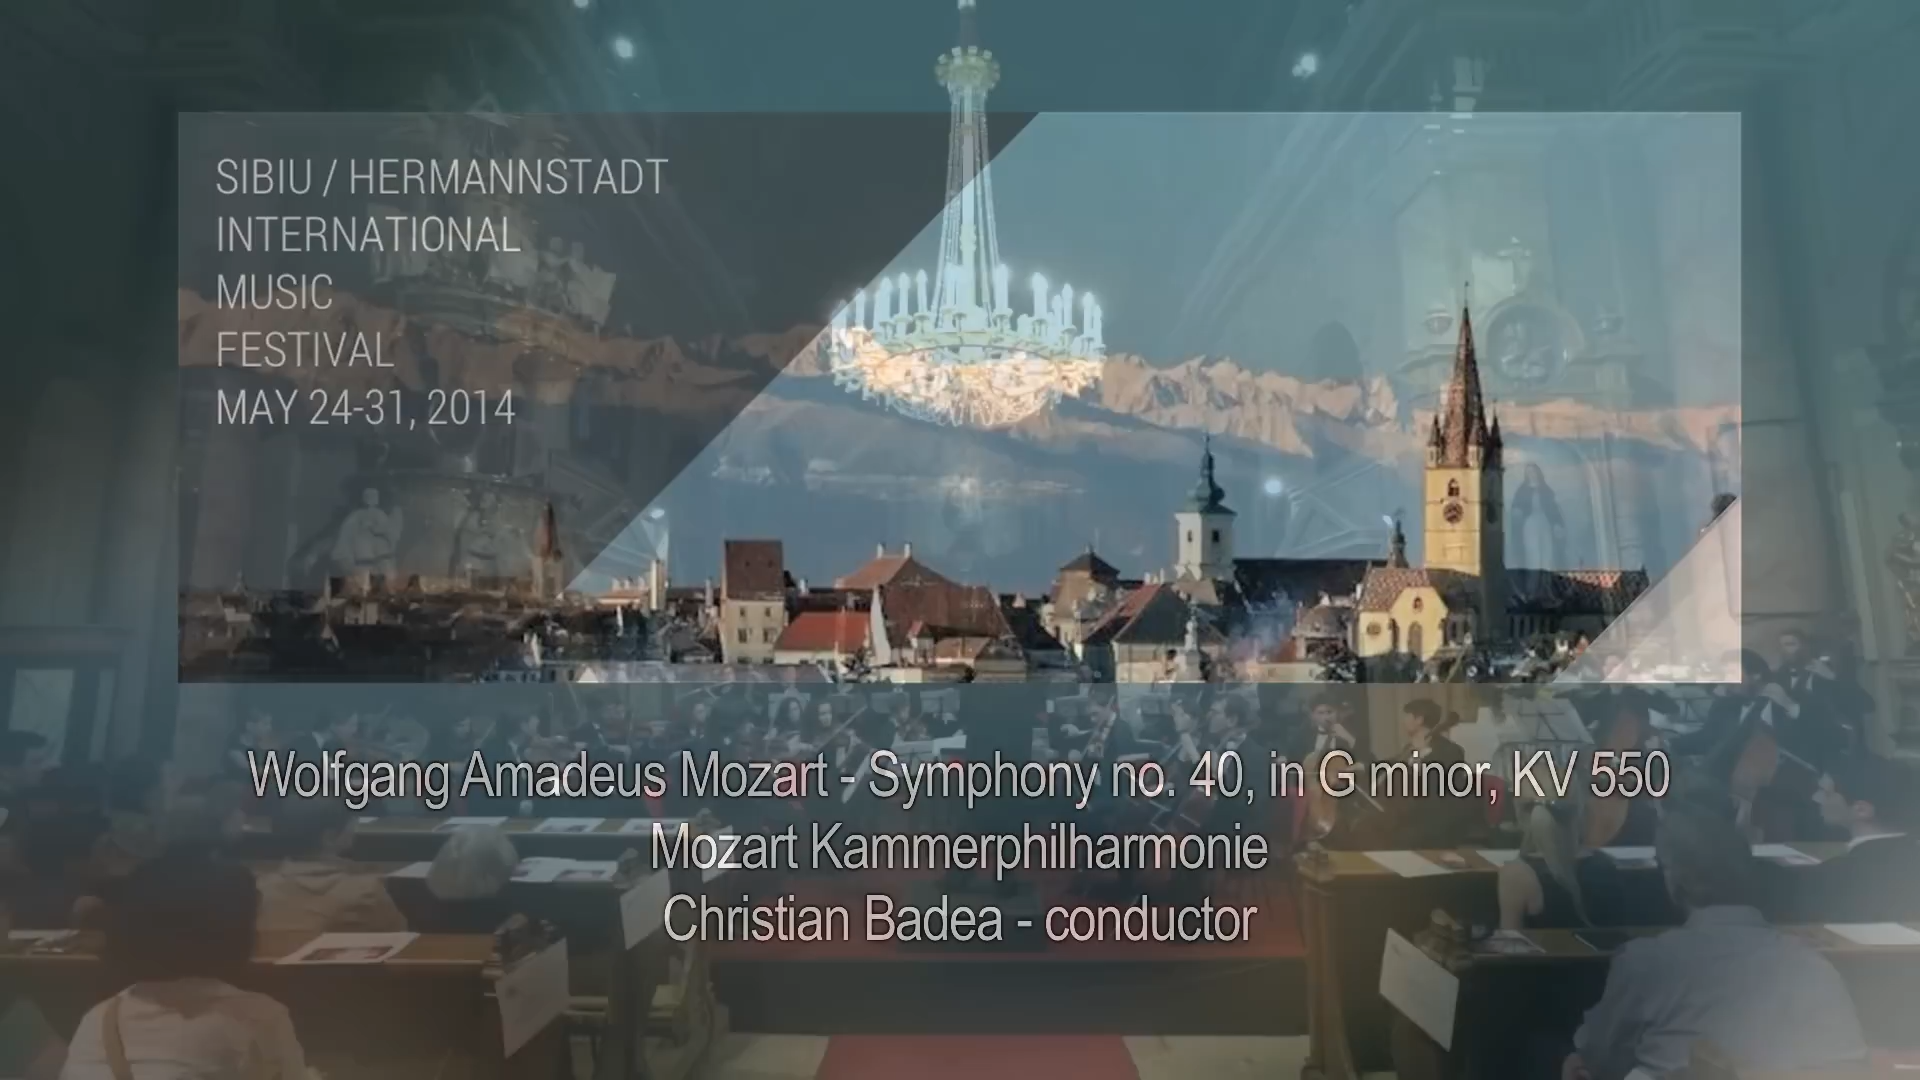 SIBIU / HERMANNSTADT
INTERNATIONAL
MUSIC
FESTIVAL
MAY 24-31, 2014
Wolfgang Amadeus Mozart - Symphony no. 40, in G minor, KV 550
Mozart Kammerphilharmonie
Christian Badea - conductor